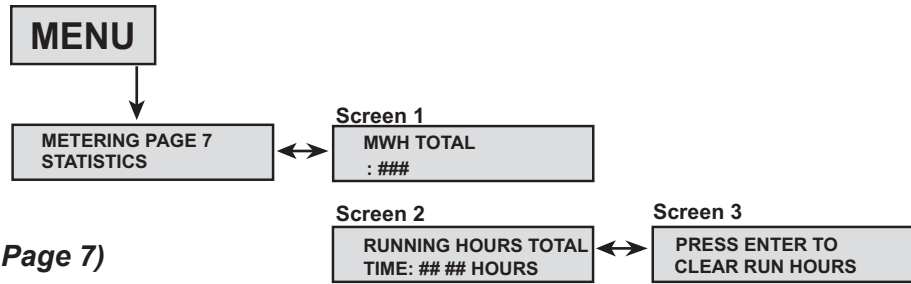 MENU
METERING PAGE 7
STATISTICS
Screen 1
MWH TOTAL
: ###
Screen 2
RUNNING HOURS TOTAL
TIME: ## ## HOURS
Screen 3
PRESS ENTER TO
CLEAR RUN HOURS
Page 7)